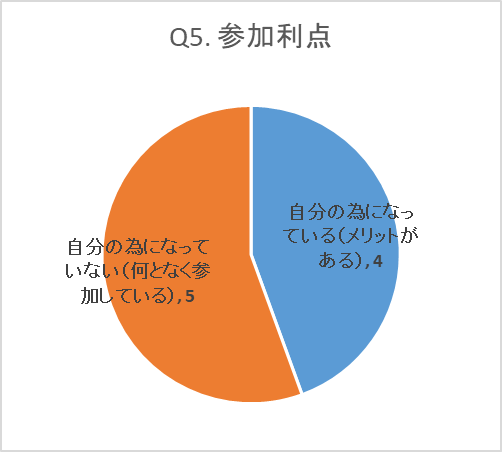 Q5. 参加利点
自分の為になっ
ている(メリットが
ある), 4
自分の為になって
いない(何となく参
加している), 5